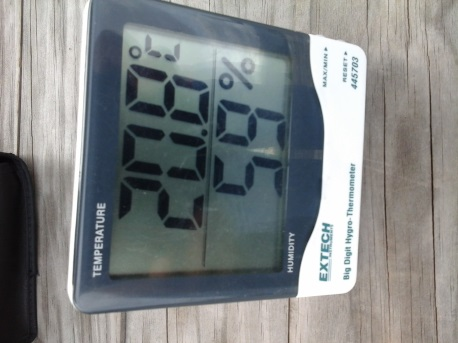 TEMPERATURE
%
HUMIDITY
EXTECH
Big Digit Hygro-Thermometer
MAX/MIN ▶
RESET ▶
445703